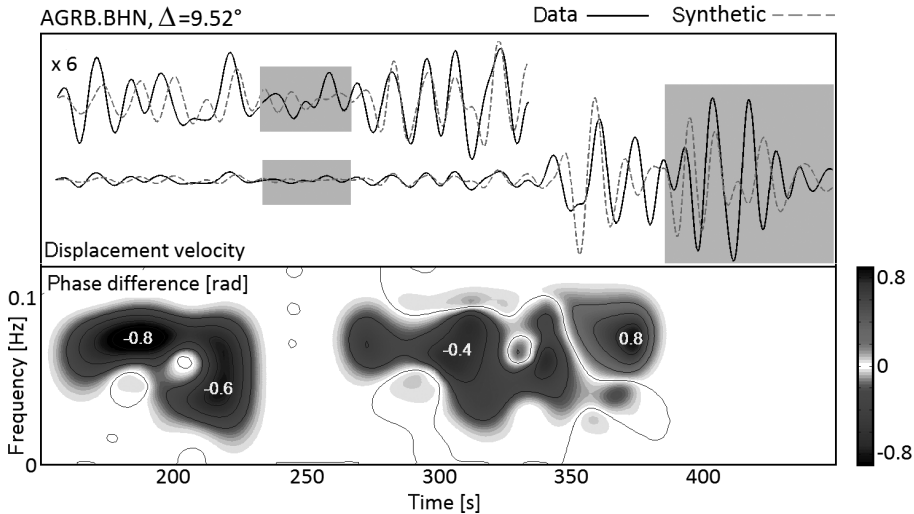 AGRB.BHN, Δ=9.52°
Data
Synthetic
x 6
Displacement velocity
Phase difference [rad]
0.1
0
Frequency [Hz]
-0.8
-0.6
-0.4
0.8
200
250
300
350
400
Time [s]
0.8
0
-0.8